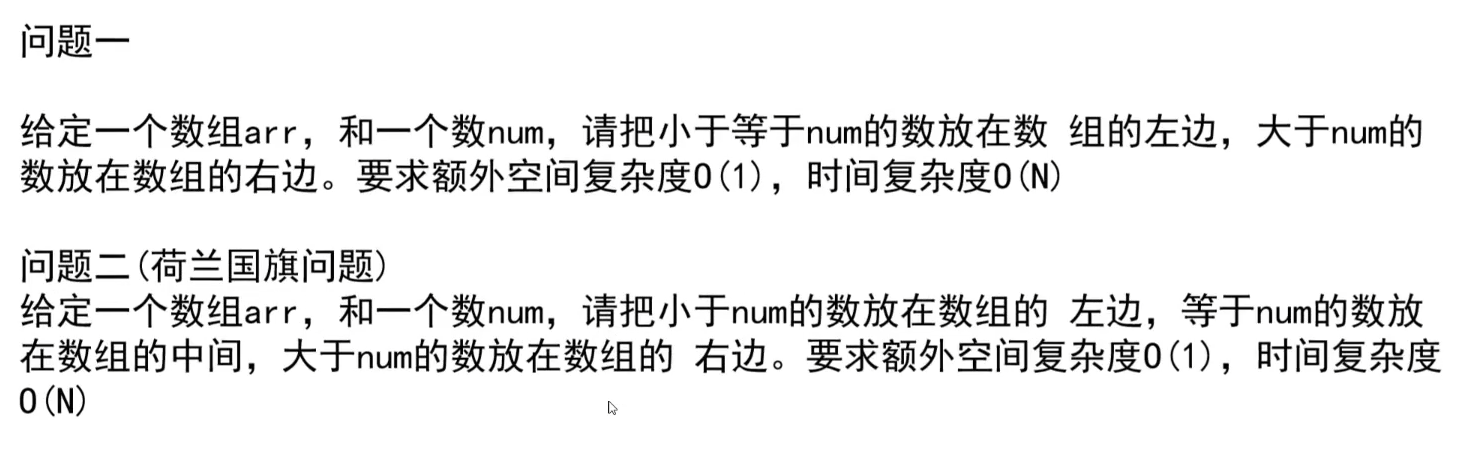 问题一
给定一个数组arr，和一个数num，请把小于等于num的数放在数 组的左边，大于num的
数放在数组的右边。要求额外空间复杂度O(1)，时间复杂度O(N)
问题二(荷兰国旗问题)
给定一个数组arr，和一个数num，请把小于num的数放在数组的 左边，等于num的数放
在数组的中间，大于num的数放在数组的 右边。要求额外空间复杂度O(1)，时间复杂度
O(N)